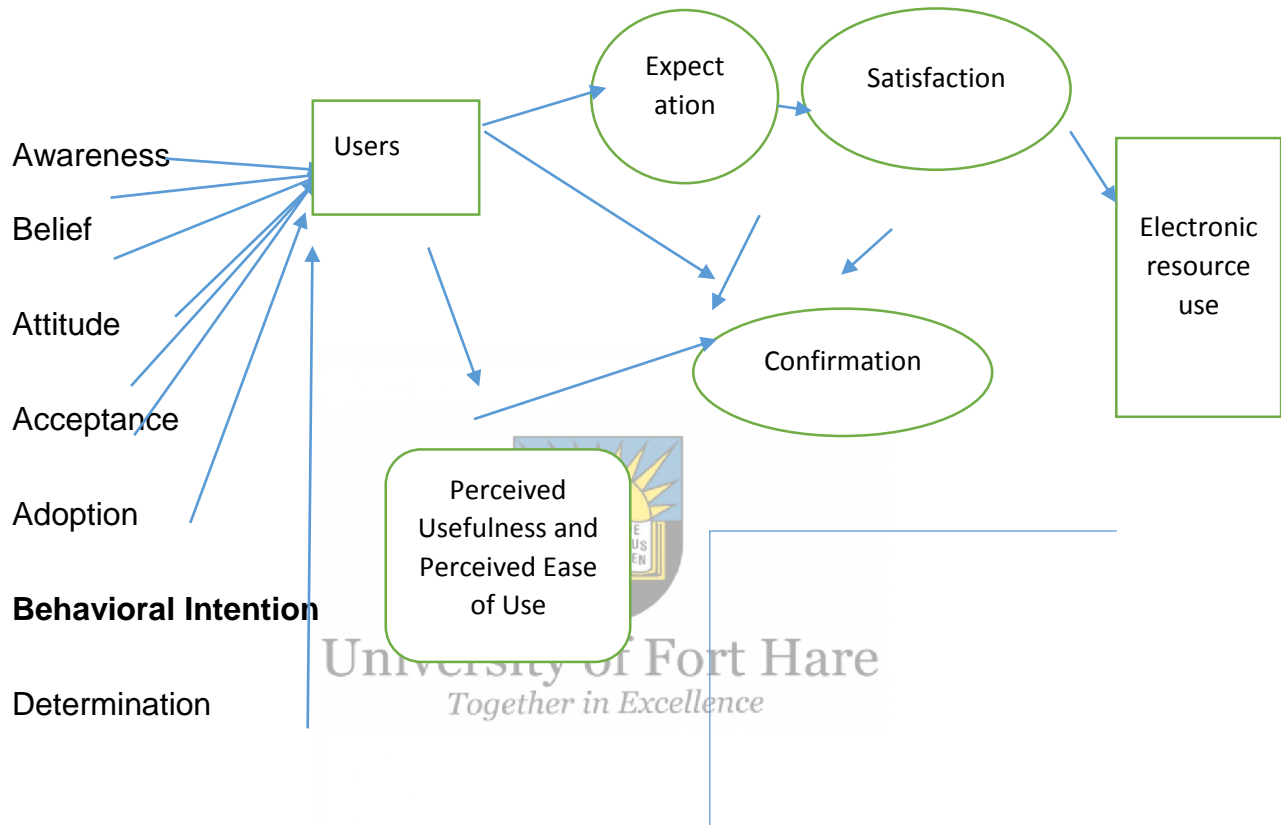 Expect
ation
Satisfaction
Users
Awareness
Belief
Electronic
resource
use
Attitude
Confirmation
Acceptance
Perceived
Usefulness and
Perceived Ease
of Use
Adoption
Behavioral Intention
University of Fort Hare
Together in Excellence
Determination